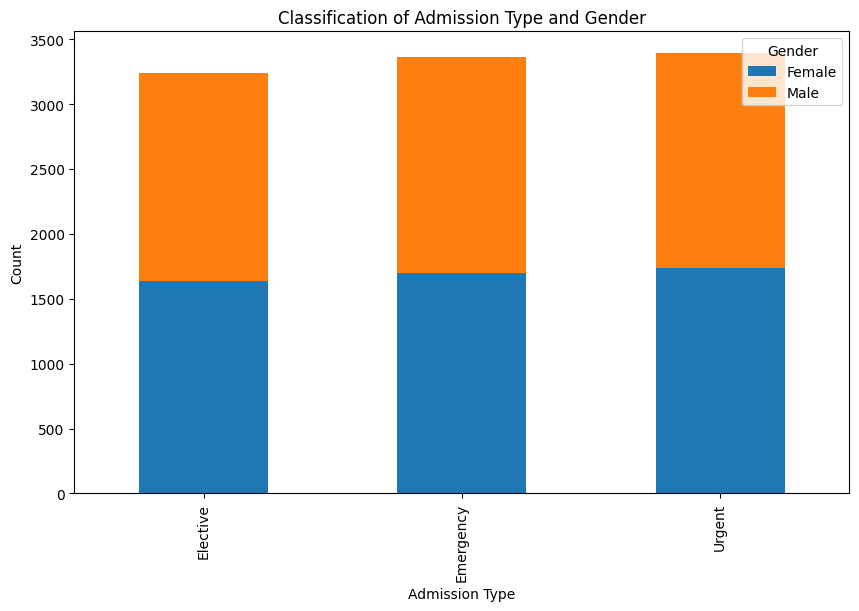 Classification of Admission Type and Gender
Gender
Female
Male
Count
3500
3000
2500
2000
1500
1000
500
0
Elective
Emergency
Urgent
Admission Type